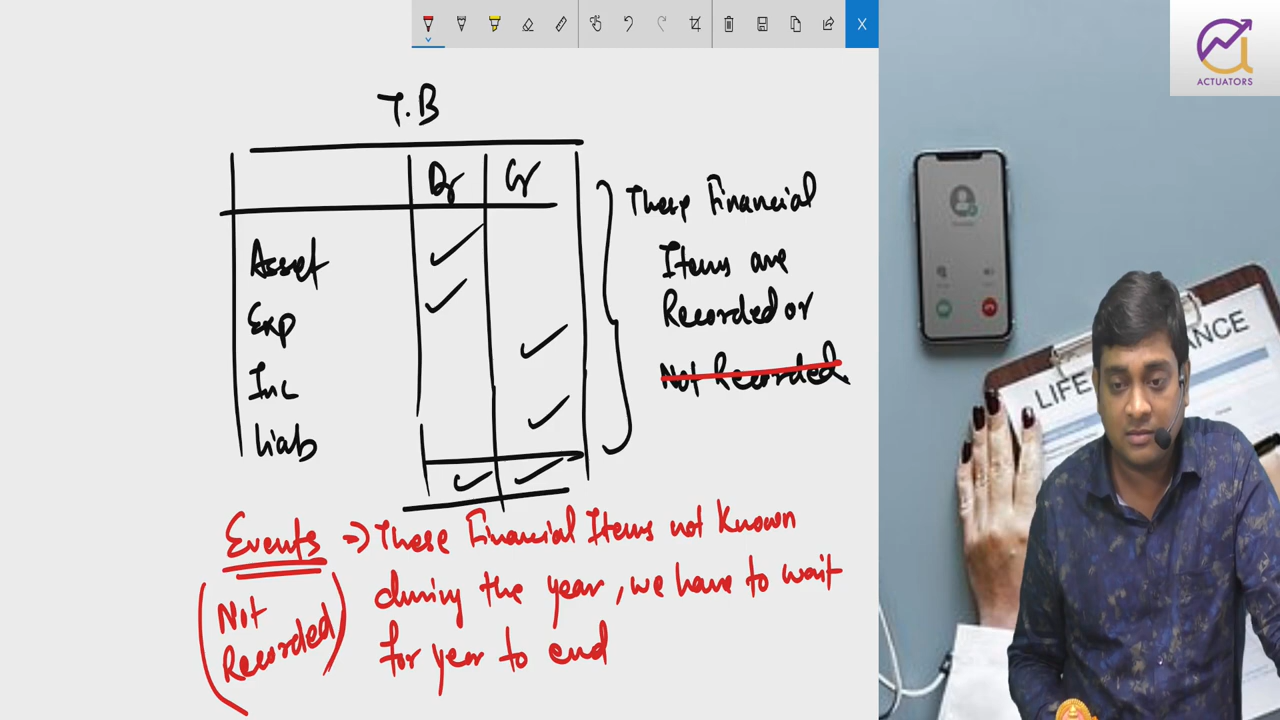 ACTUATORS
T.B
Dr Cr
These Financial
Items are
Recorded or
Not Recorded
Asset
Exp
Inc
Liab
Events => These Financial Items not known
during the year, we have to wait
for year to end
(Not
Recorded)
LIFE
ANCE